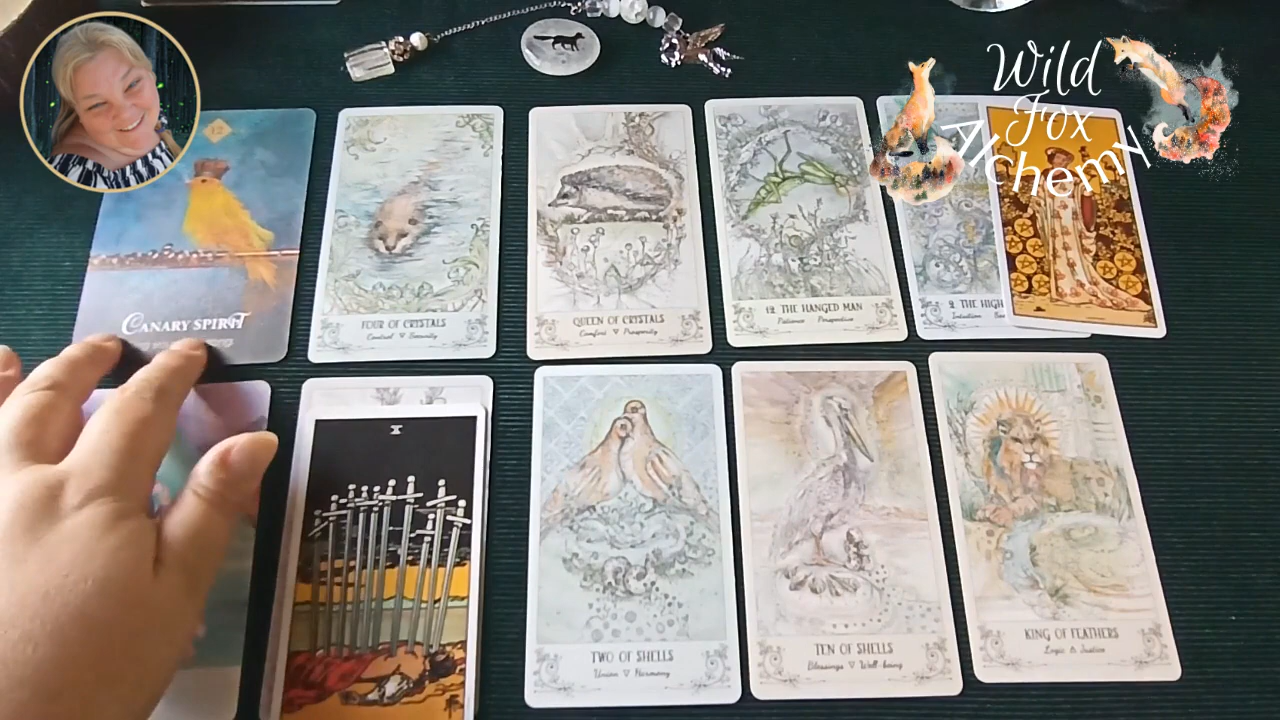 Wild
Fox
Alchemy
12
CANARY SPIRIT
FOUR OF CRYSTALS
Control ▽ Security
QUEEN OF CRYSTALS
Comfort ▽ Prosperity
12 THE HANGED MAN
Patience Perspective
2 THE HIGH
Intuition
X
TWO OF SHELLS
Union ▽ Harmony
TEN OF SHELLS
Blessings ▽ Well-being
KING OF FEATHERS
Logic △ Justice